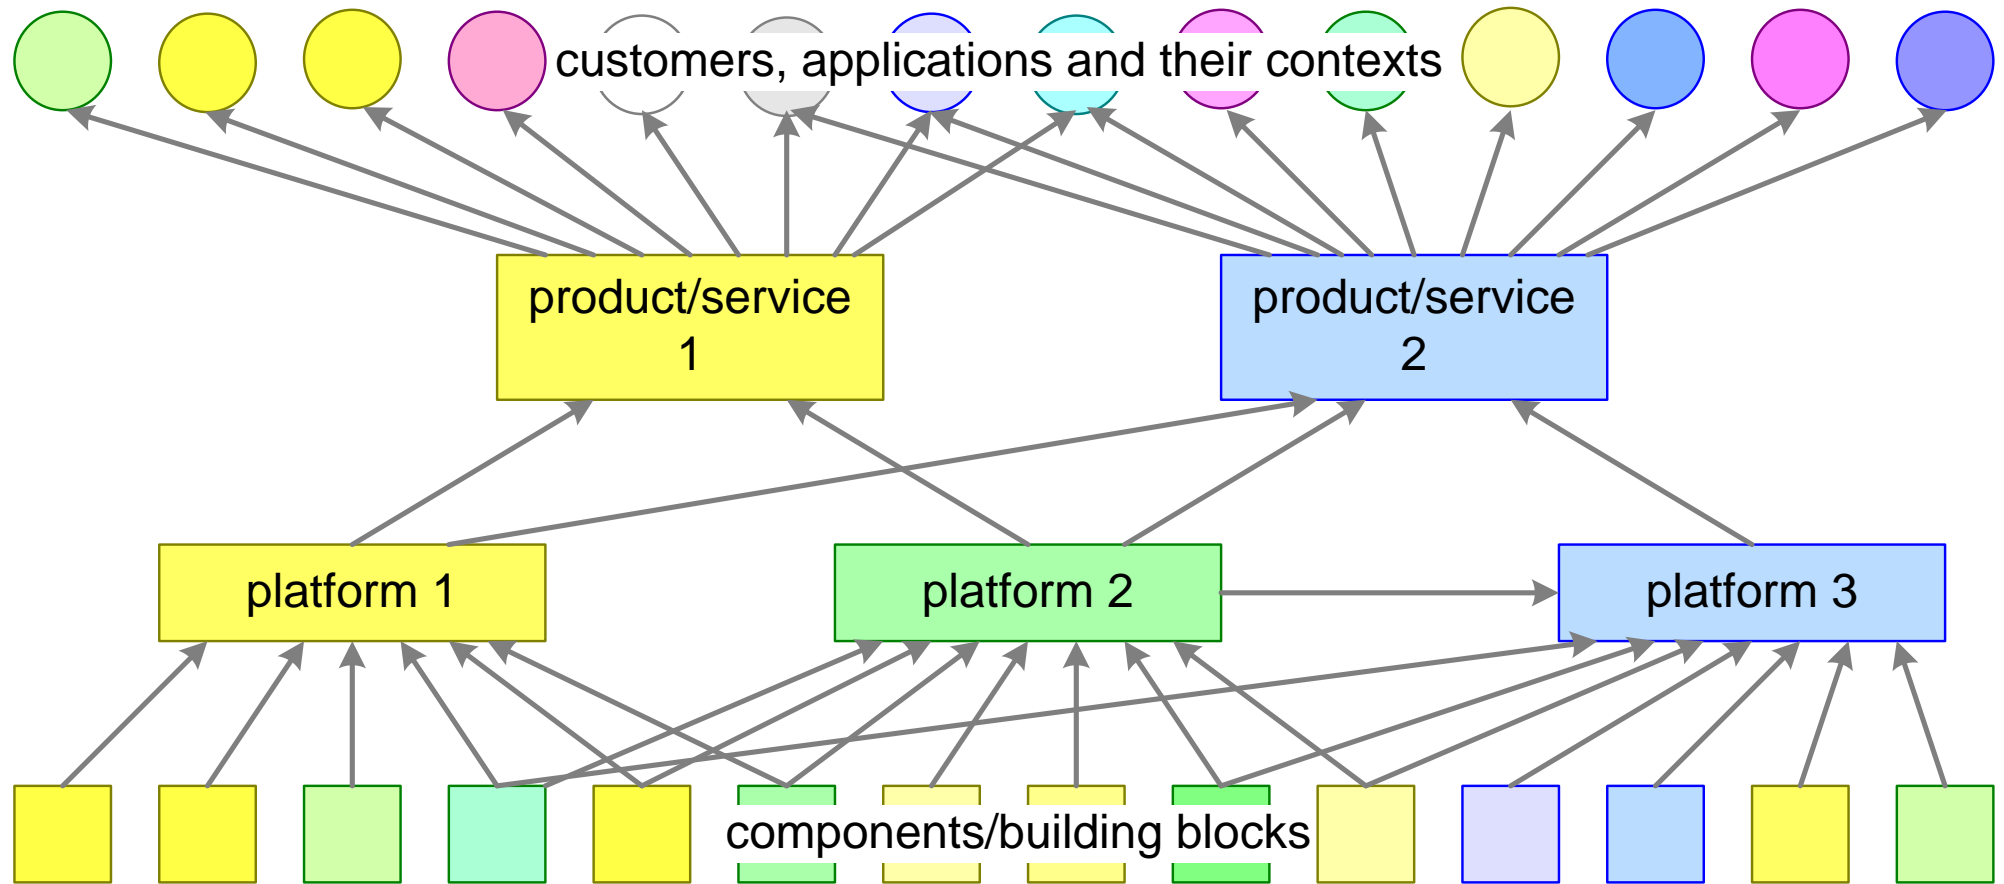 customers, applications and their contexts
product/service
1
product/service
2
platform 1
platform 2
platform 3
components/building blocks